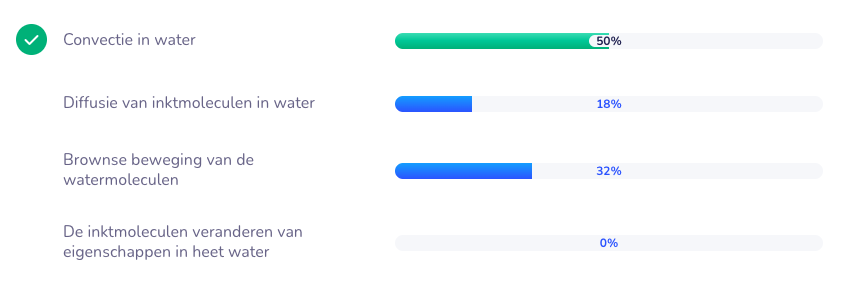 Convectie in water
50%
Diffusie van inktmoleculen in water
18%
Brownse beweging van de
watermoleculen
32%
De inktmoleculen veranderen van
eigenschappen in heet water
0%